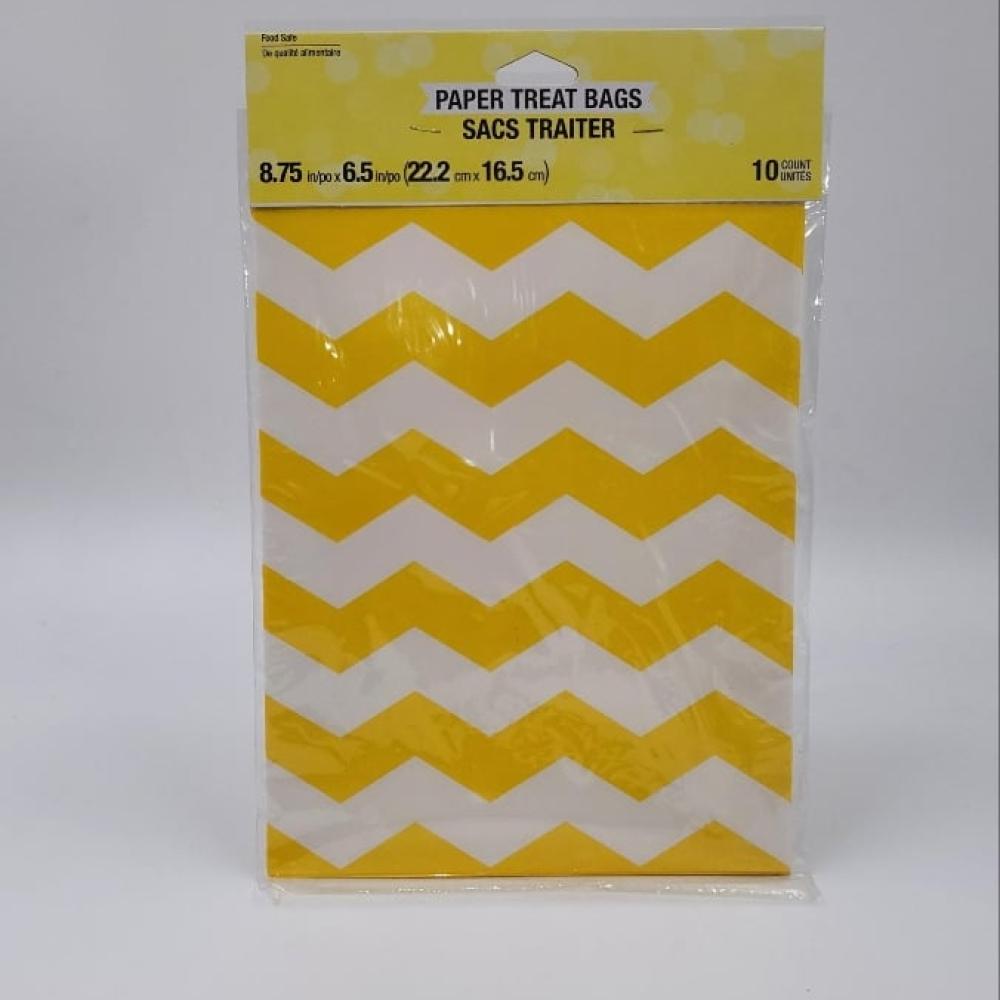 Food Safe
De qualité alimentaire
PAPER TREAT BAGS
SACS TRAITER
8.75 in/po x 6.5 in/po (22.2 cm x 16.5 cm)
10 COUNT
UNITÉS